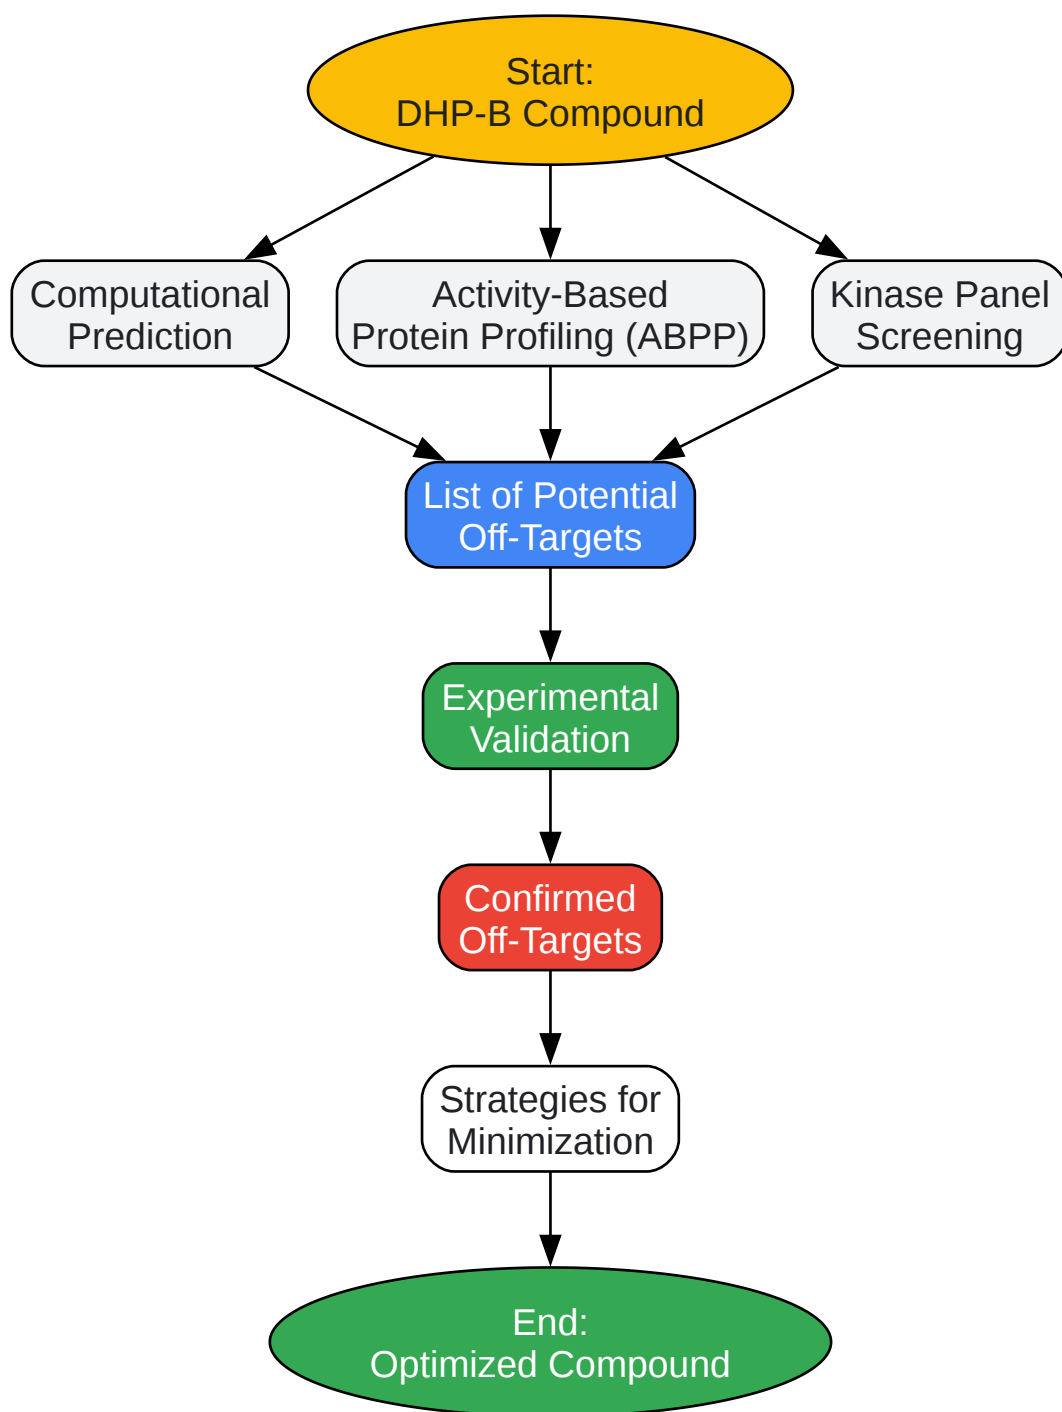 Start:
DHP-B Compound
Computational
Prediction
Activity-Based
Protein Profiling (ABPP)
Kinase Panel
Screening
List of Potential
Off-Targets
Experimental
Validation
Confirmed
Off-Targets
Strategies for
Minimization
End:
Optimized Compound